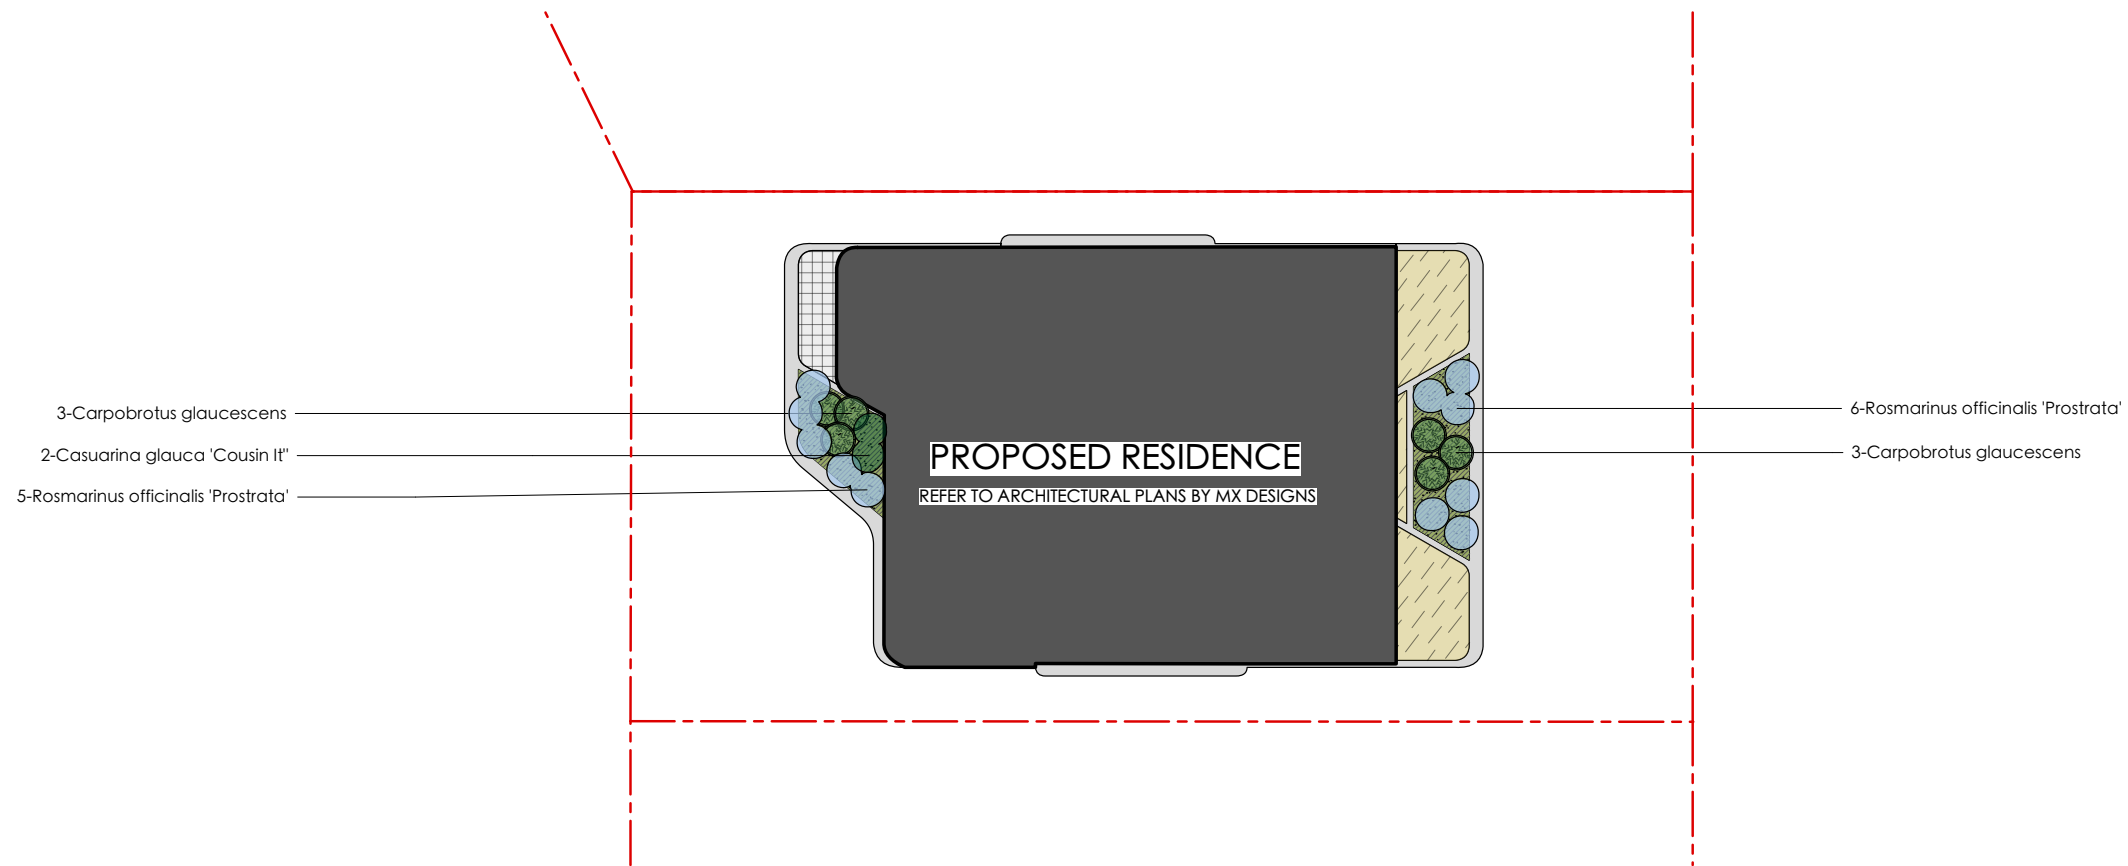 3-Carpobrotus glaucescens
2-Casuarina glauca 'Cousin It"
5-Rosmarinus officinalis 'Prostrata'
PROPOSED RESIDENCE
REFER TO ARCHITECTURAL PLANS BY MX DESIGNS
6-Rosmarinus officinalis 'Prostrata'
3-Carpobrotus glaucescens